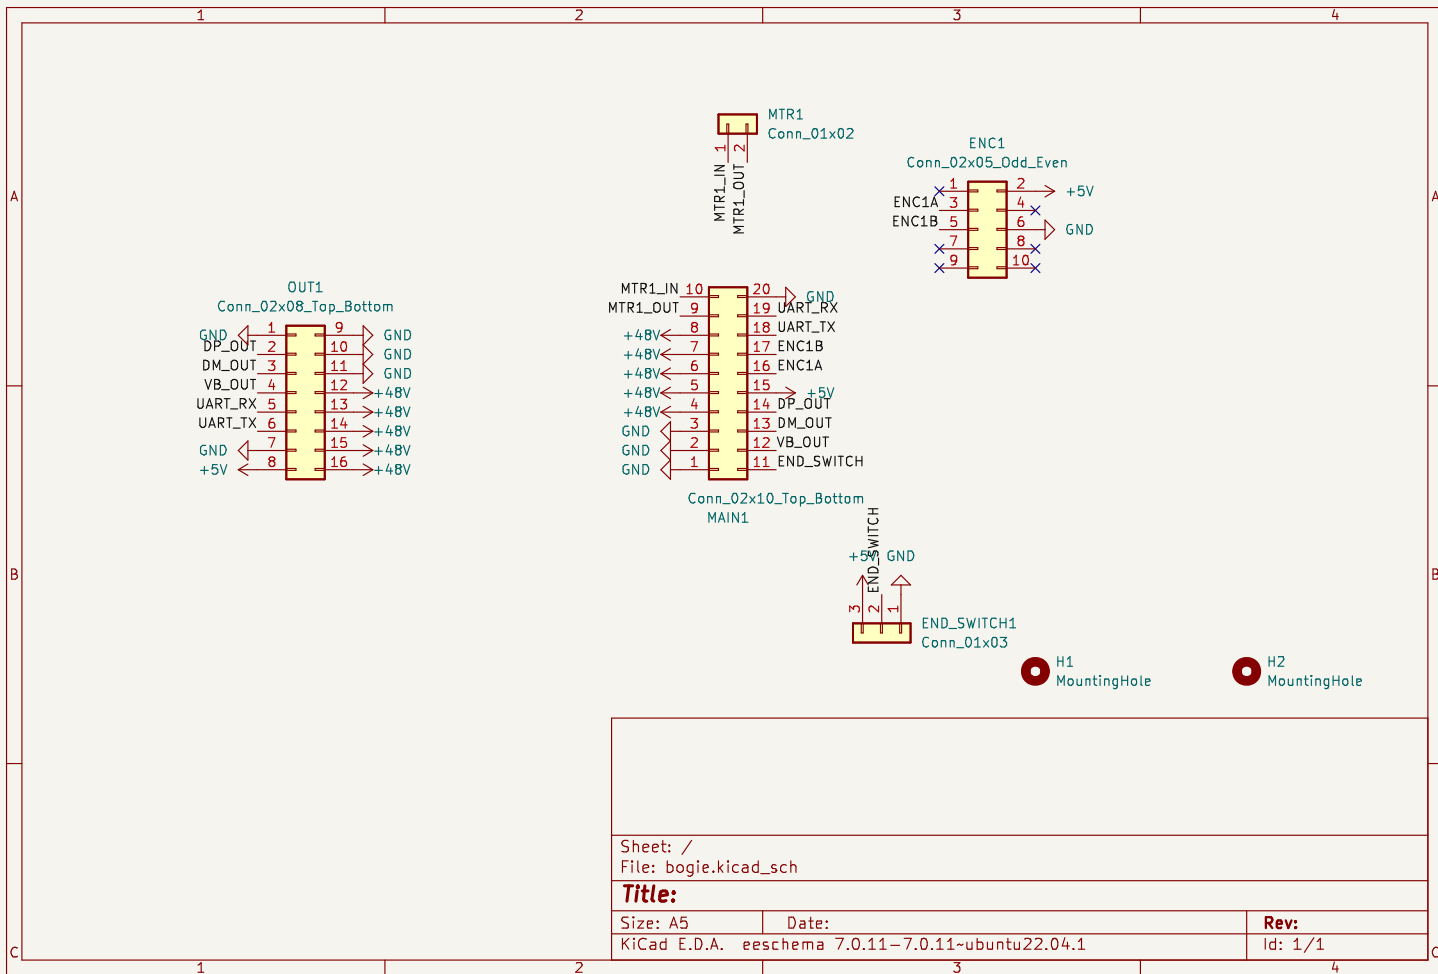 1 2 3 4
A A
B B
C C
MTR1
Conn_01x02
1 2
MTR1_IN
MTR1_OUT
ENC1
Conn_02x05_Odd_Even
1 2 +5V
ENC1A 3 4
ENC1B 5 6 GND
7 8
9 10
OUT1
Conn_02x08_Top_Bottom
GND 1 9 GND
DP_OUT 2 10 GND
DM_OUT 3 11 GND
VB_OUT 4 12 +48V
UART_RX 5 13 +48V
UART_TX 6 14 +48V
GND 7 15 +48V
+5V 8 16 +48V
MTR1_IN 10 20 GND
MTR1_OUT 9 19 UART_RX
+48V 8 18 UART_TX
+48V 7 17 ENC1B
+48V 6 16 ENC1A
+48V 5 15 +5V
+48V 4 14 DP_OUT
GND 3 13 DM_OUT
GND 2 12 VB_OUT
GND 1 11 END_SWITCH
Conn_02x10_Top_Bottom
MAIN1
+5V END_SWITCH GND
3 2 1
END_SWITCH1
Conn_01x03
H1
MountingHole
H2
MountingHole
Sheet: /
File: bogie.kicad_sch
Title:
Size: A5 Date: Rev:
KiCad E.D.A. eeschema 7.0.11-7.0.11~ubuntu22.04.1 Id: 1/1
1 2 3 4